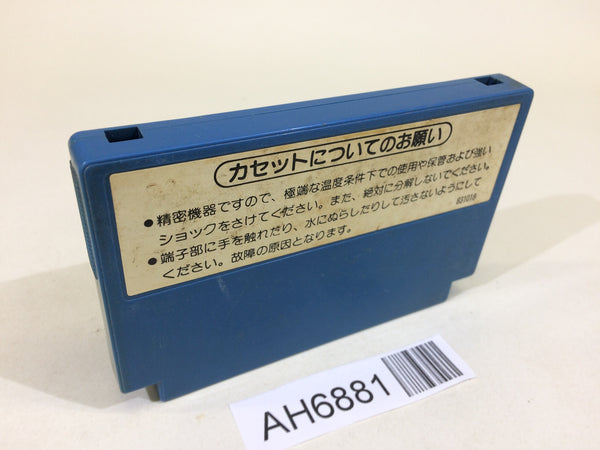 カセットについてのお願い
●精密機器ですので、極端な温度条件下での使用や保管および強い
ショックをさけてください。また、絶対に分解しないでください。
●端子部に手を触れたり、水にぬらしたりして汚さないようにして
ください。故障の原因となります。
831018
AH6881